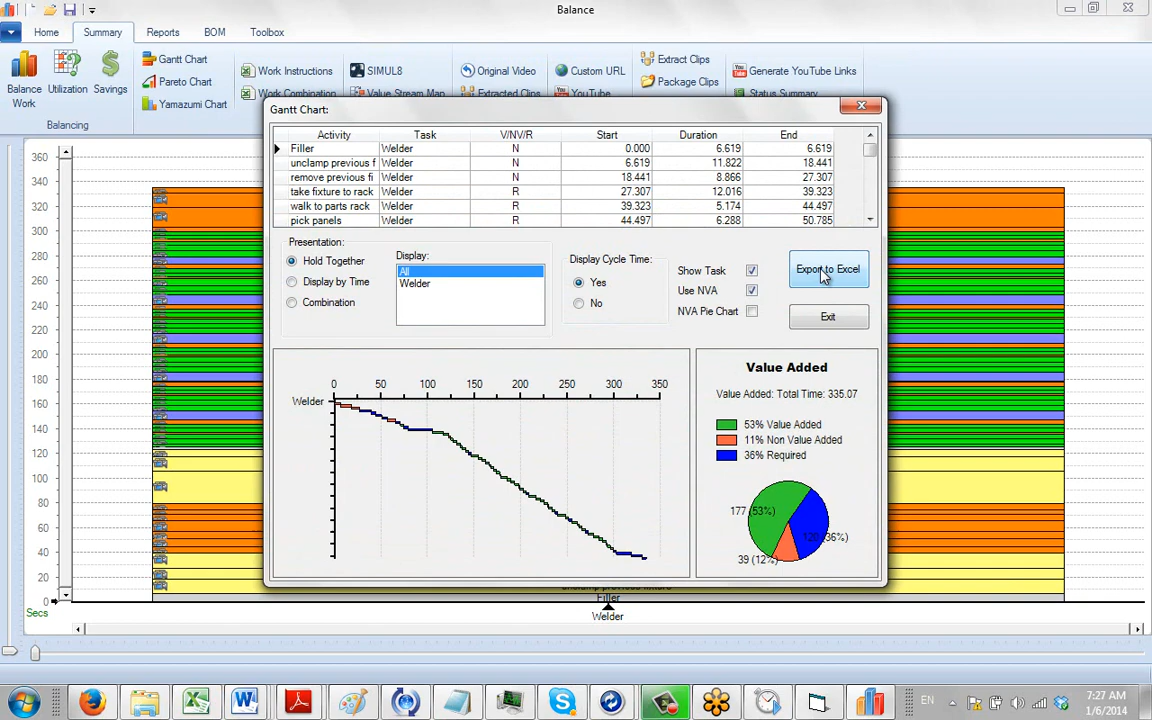 Balance
Home Summary Reports BOM Toolbox
Balance Work
Utilization
Savings
Gantt Chart
Pareto Chart
Yamazumi Chart
Balancing
Work Instructions
Work Combination
SIMUL8
Value Stream Map
Original Video
Extracted Clips
Custom URL
YouTube
Extract Clips
Package Clips
Generate YouTube Links
Status Summary
Gantt Chart:
Activity Task V/NV/R Start Duration End
Filler Welder N 0.000 6.619 6.619
unclamp previous f Welder N 6.619 11.822 18.441
remove previous fi Welder N 18.441 8.866 27.307
take fixture to rack Welder R 27.307 12.016 39.323
walk to parts rack Welder R 39.323 5.174 44.497
pick panels Welder R 44.497 6.288 50.785
Presentation:
Hold Together
Display by Time
Combination
Display:
All
Welder
Display Cycle Time:
Yes
No
Show Task
Use NVA
NVA Pie Chart
Export to Excel
Exit
0 50 100 150 200 250 300 350
Welder
Value Added
Value Added: Total Time: 335.07
53% Value Added
11% Non Value Added
36% Required
177 (53%)
120 (36%)
39 (12%)
360
340
320
300
280
260
240
220
200
180
160
140
120
100
80
60
40
20
0
Secs
unclamp previous fixture
Filler
Welder
EN
7:27 AM
1/6/2014